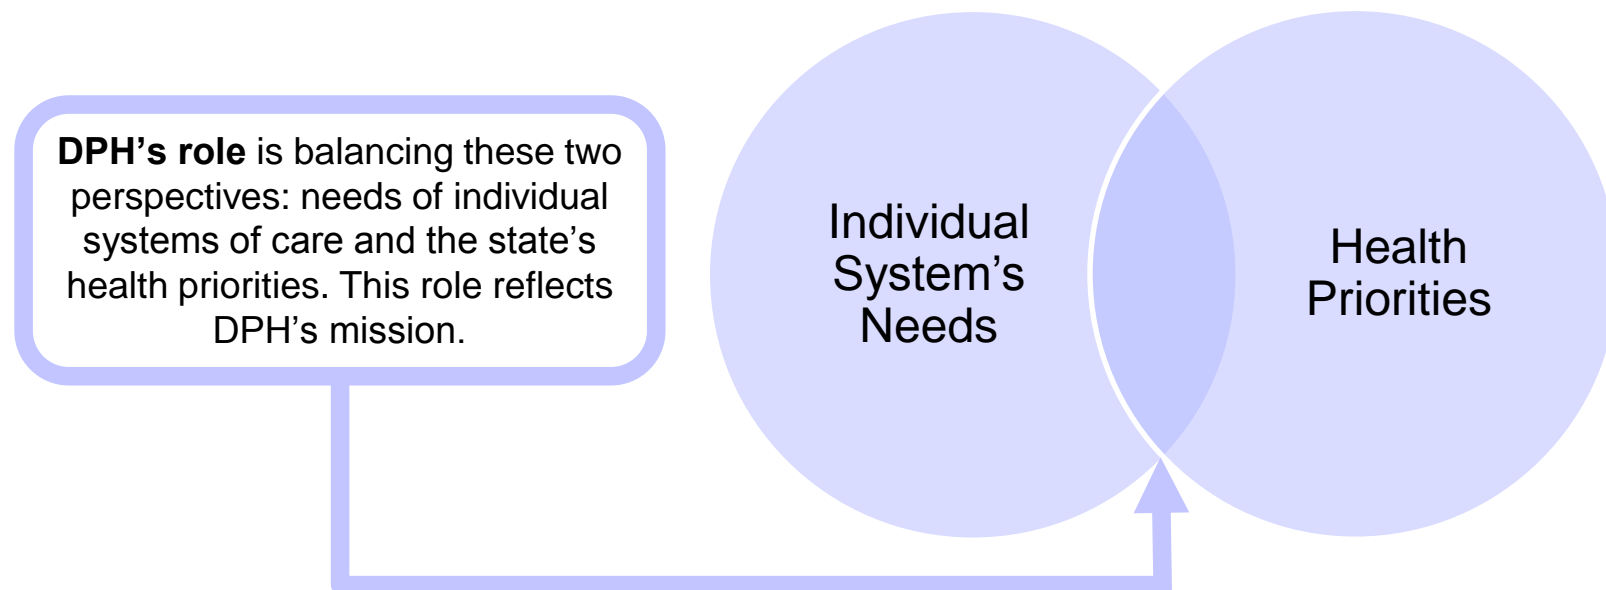 DPH’s role is balancing these two
perspectives: needs of individual
systems of care and the state’s
health priorities. This role reflects
DPH’s mission.
Individual
System’s
Needs
Health
Priorities